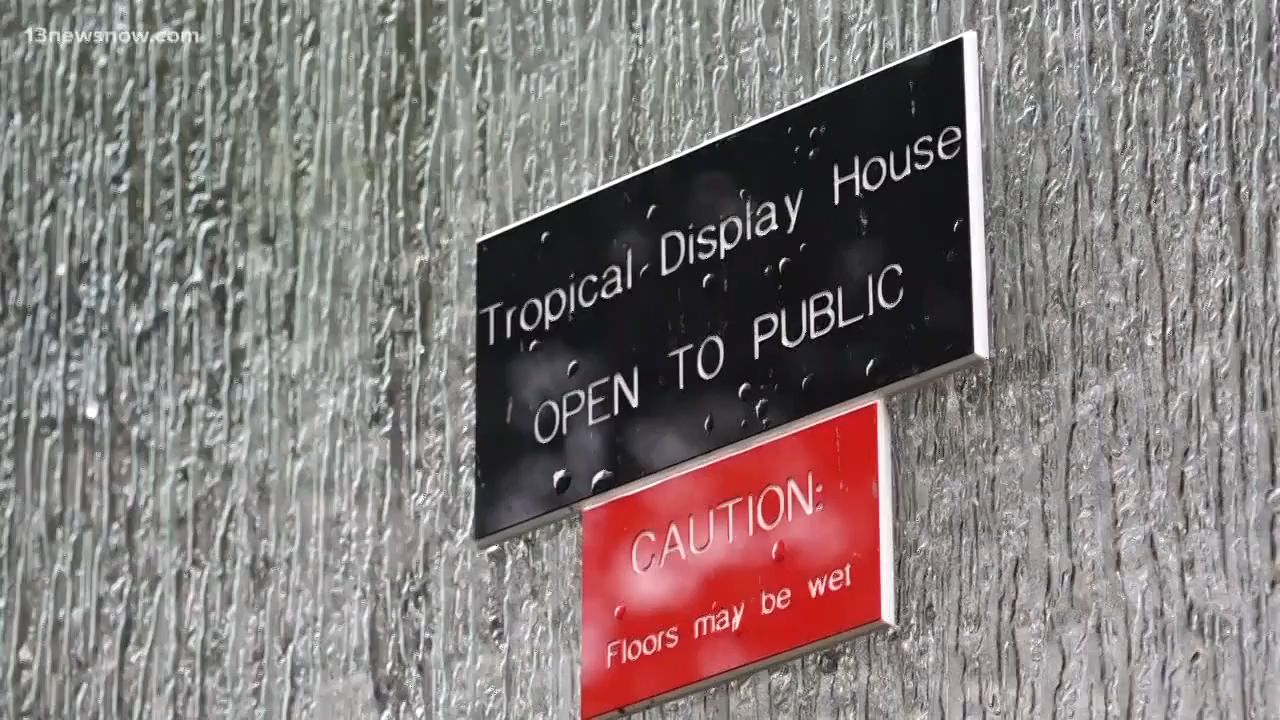 13newsnow.com
Tropical Display House
OPEN TO PUBLIC
CAUTION:
Floors may be wet